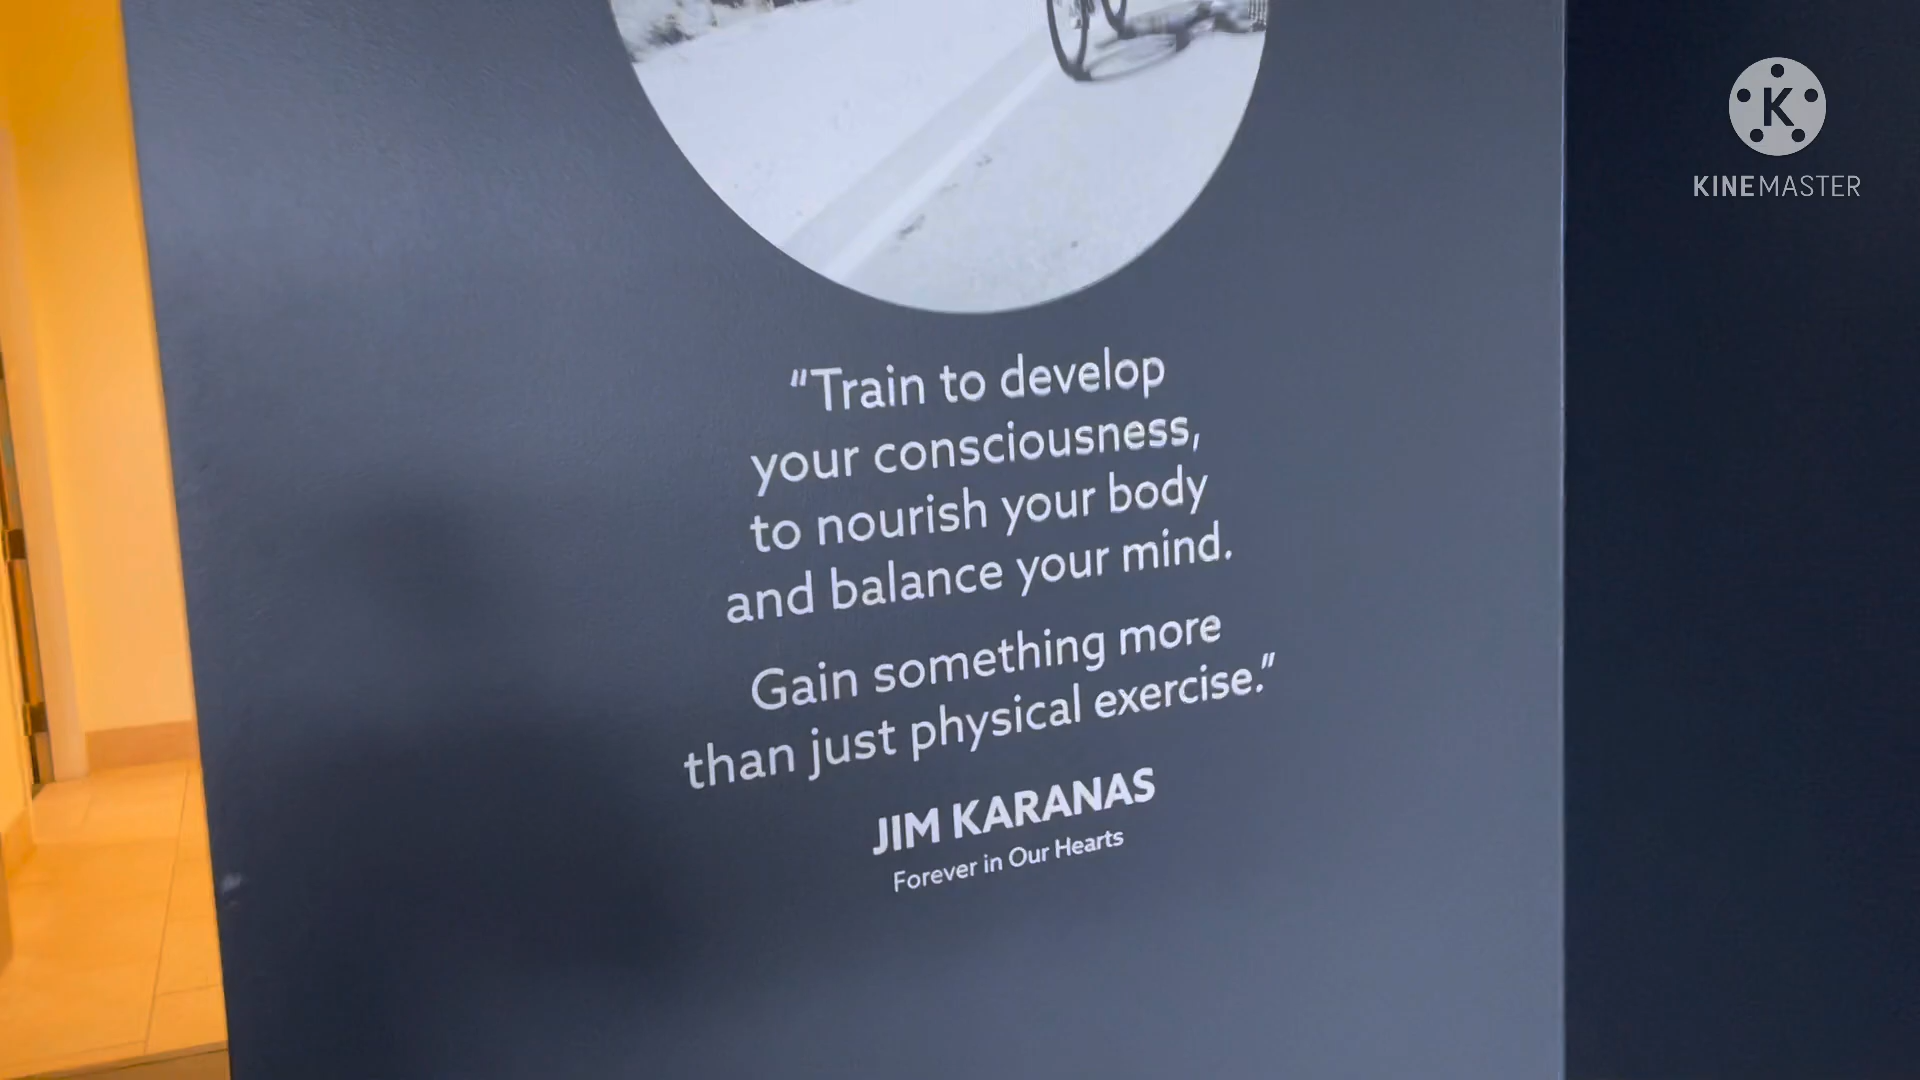 K
KINEMASTER
“Train to develop
your consciousness,
to nourish your body
and balance your mind.
Gain something more
than just physical exercise.”
JIM KARANAS
Forever in Our Hearts